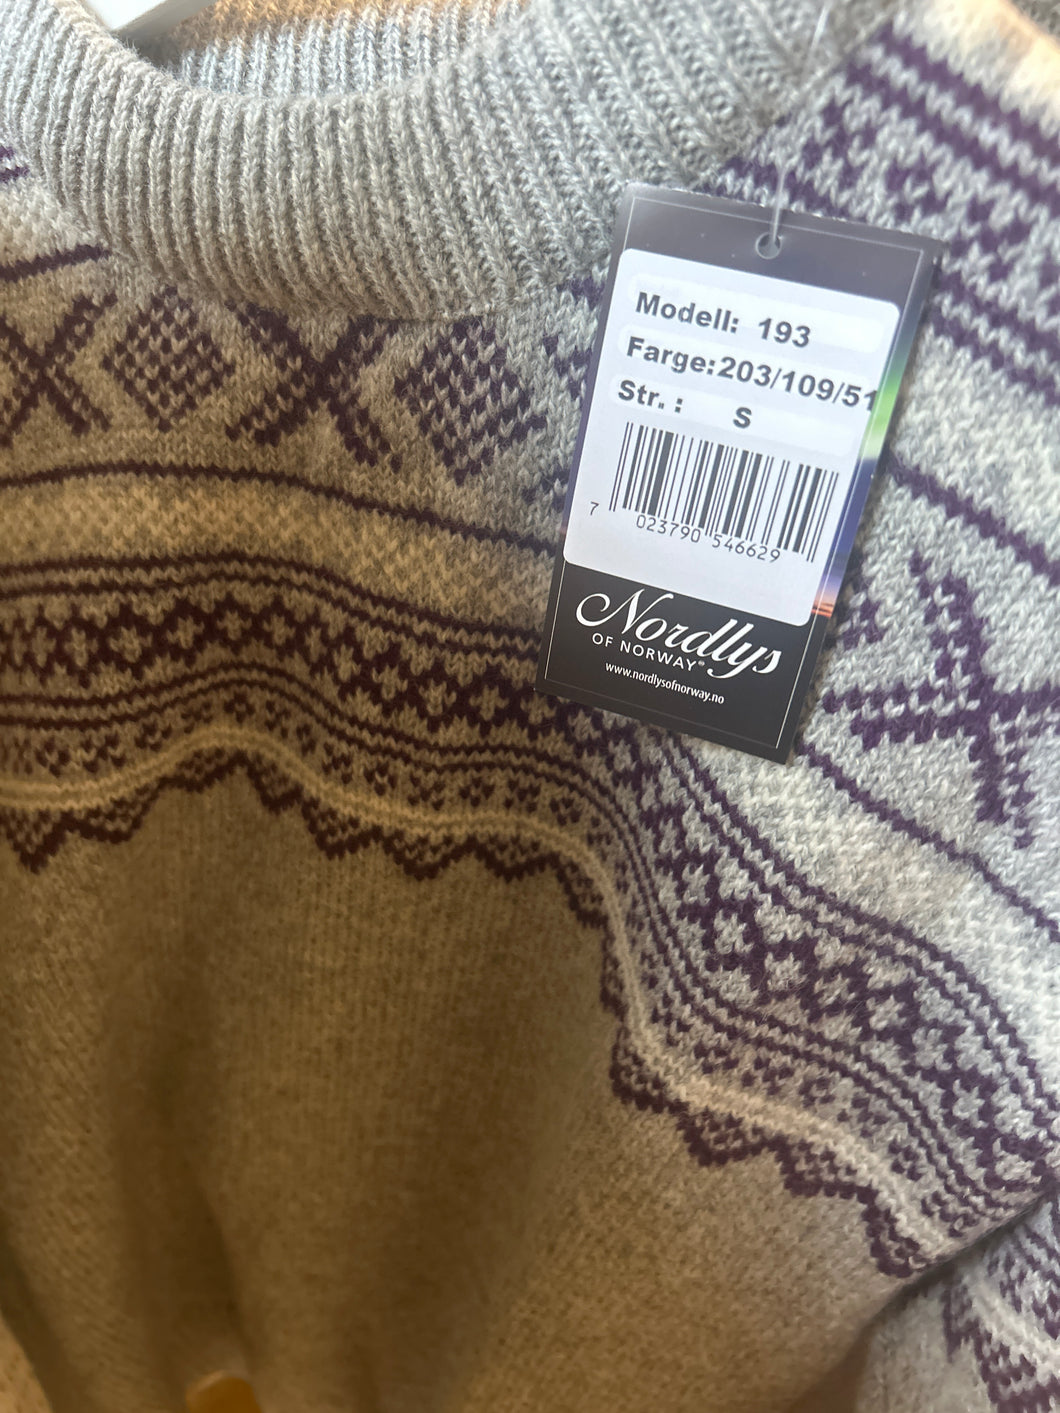 Modell: 193
Farge:203/109/51
Str. : S
7 023790 546629
Nordlys
OF NORWAY®
www.nordlysofnorway.no